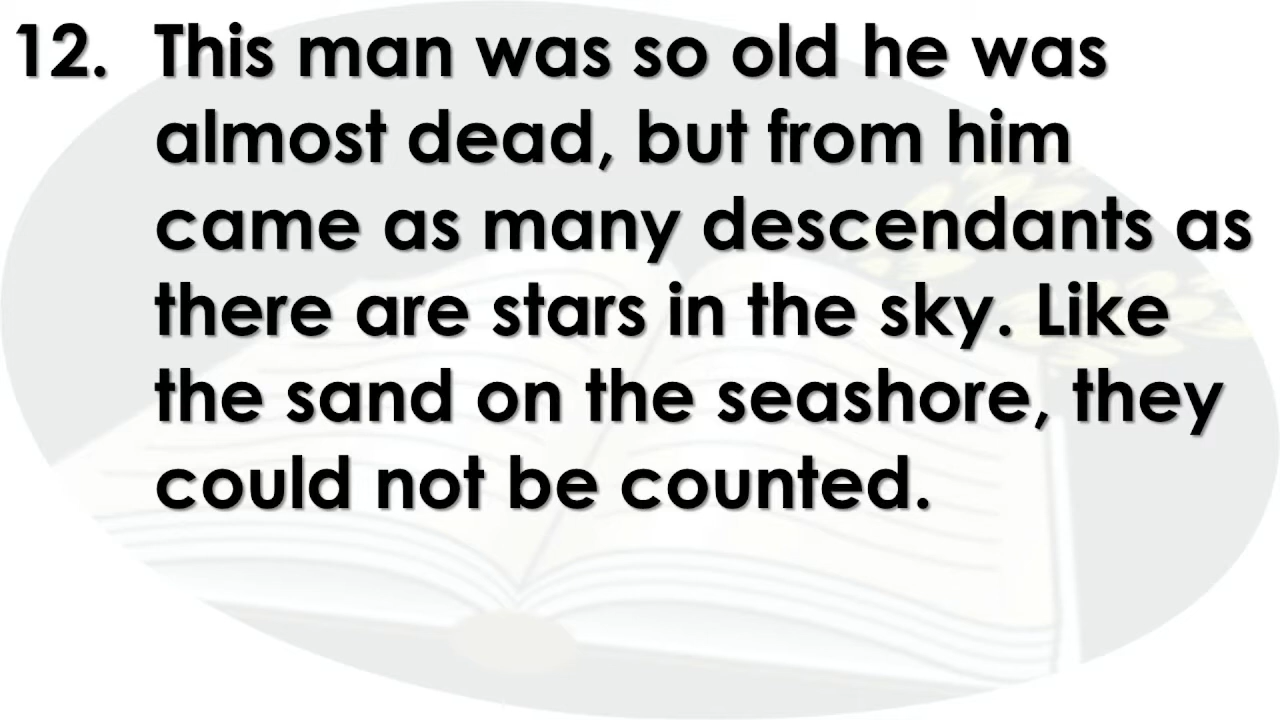 12. This man was so old he was
almost dead, but from him
came as many descendants as
there are stars in the sky. Like
the sand on the seashore, they
could not be counted.